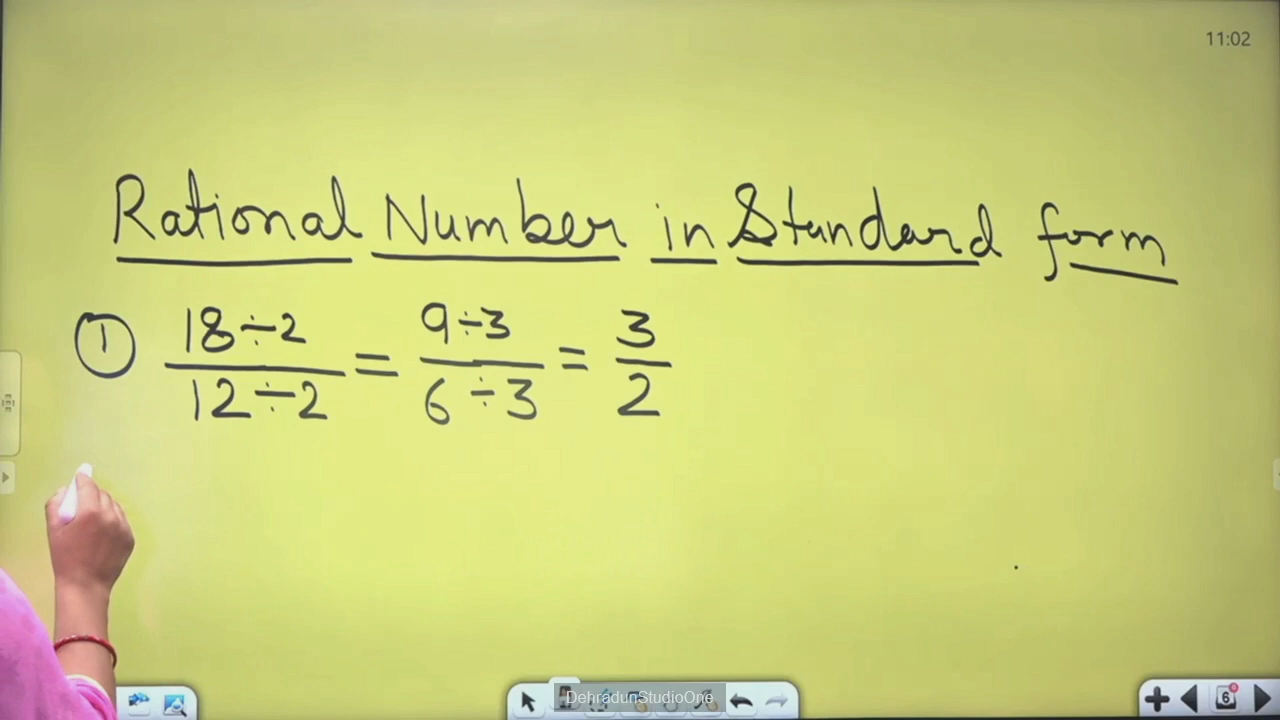 11:02
Rational Number in Standard form
① 18÷2/12÷2 = 9÷3/6÷3 = 3/2
DehradunStudioOne
6